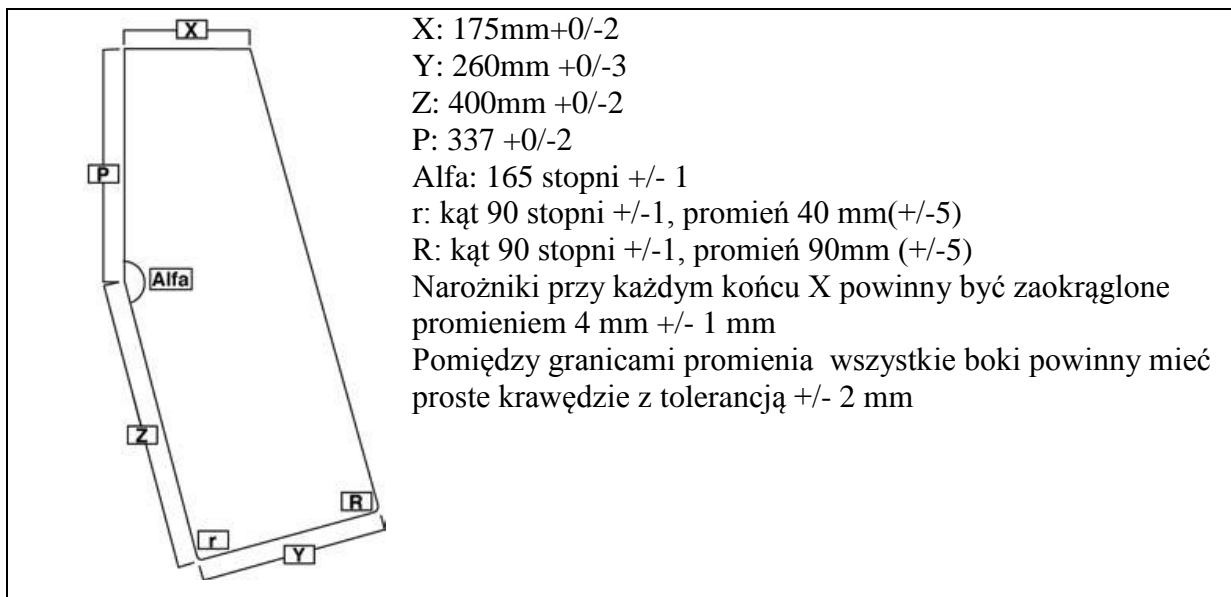 X
P
Alfa
Z
R
r
Y
X: 175mm+0/-2
Y: 260mm +0/-3
Z: 400mm +0/-2
P: 337 +0/-2
Alfa: 165 stopni +/- 1
r: kąt 90 stopni +/-1, promień 40 mm(+/-5)
R: kąt 90 stopni +/-1, promień 90mm (+/-5)
Narożniki przy każdym końcu X powinny być zaokrąglone
promieniem 4 mm +/- 1 mm
Pomiędzy granicami promienia wszystkie boki powinny mieć
proste krawędzie z tolerancją +/- 2 mm